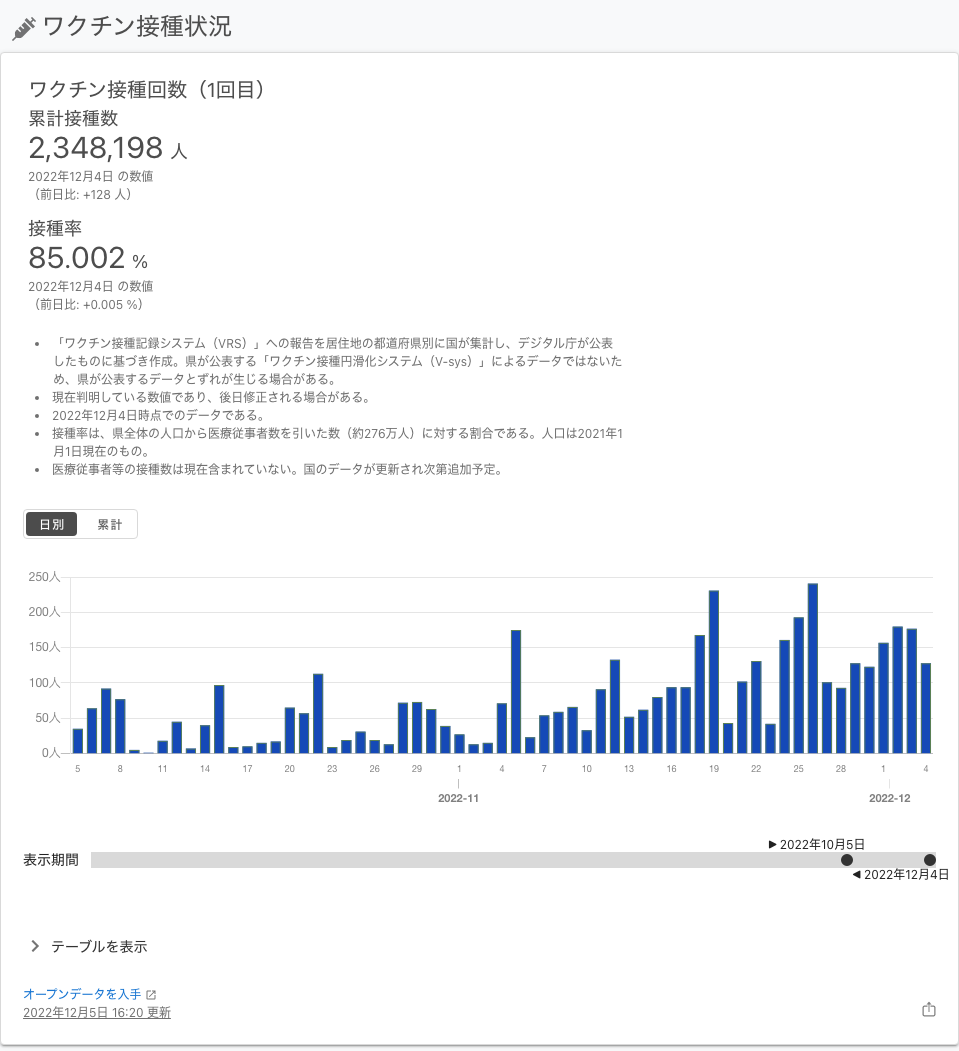 ワクチン接種状況
ワクチン接種回数（1回目）
累計接種数
2,348,198 人
2022年12月4日 の数値
（前日比: +128 人）
接種率
85.002 %
2022年12月4日 の数値
（前日比: +0.005 %）
• 「ワクチン接種記録システム（VRS）」への報告を居住地の都道府県別に国が集計し、デジタル庁が公表
したものに基づき作成。県が公表する「ワクチン接種円滑化システム（V-sys）」によるデータではないた
め、県が公表するデータとずれが生じる場合がある。
• 現在判明している数値であり、後日修正される場合がある。
• 2022年12月4日時点でのデータである。
• 接種率は、県全体の人口から医療従事者数を引いた数（約276万人）に対する割合である。人口は2021年1
月1日現在のもの。
• 医療従事者等の接種数は現在含まれていない。国のデータが更新され次第追加予定。
日別 累計
250人
200人
150人
100人
50人
0人
5 8 11 14 17 20 23 26 29 1 4 7 10 13 16 19 22 25 28 1 4
2022-11 2022-12
▶ 2022年10月5日
表示期間
◀ 2022年12月4日
テーブルを表示
オープンデータを入手
2022年12月5日 16:20 更新